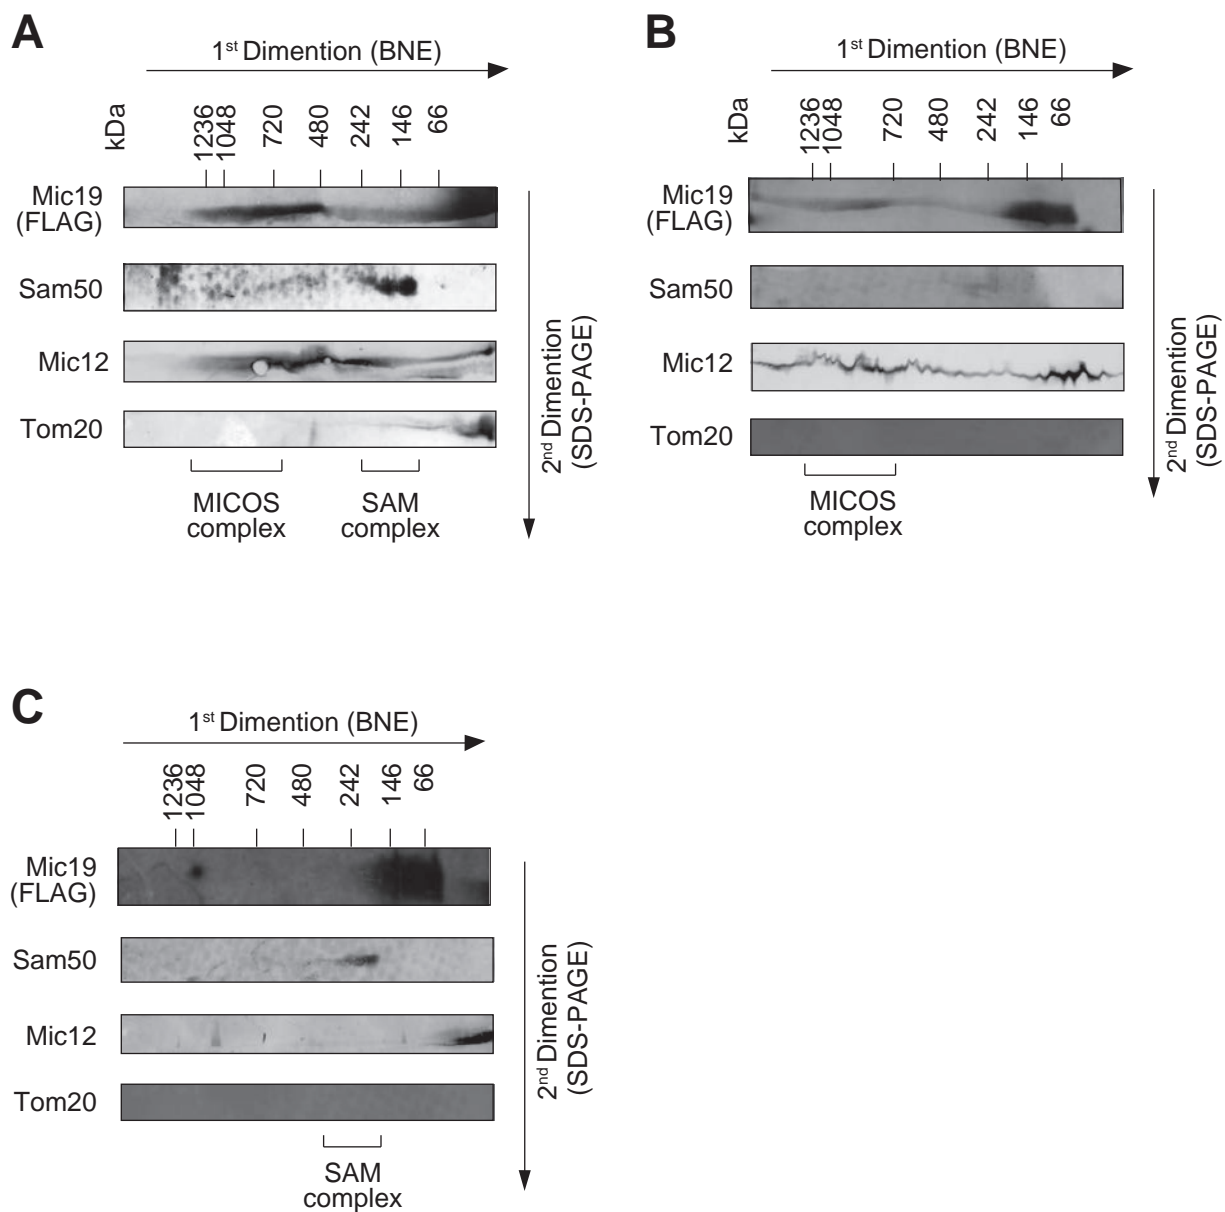 A
1st Dimention (BNE)
kDa
1236
1048
720
480
242
146
66
Mic19
(FLAG)
Sam50
Mic12
Tom20
MICOS
complex
SAM
complex
2nd Dimention
(SDS-PAGE)
B
1st Dimention (BNE)
kDa
1236
1048
720
480
242
146
66
Mic19
(FLAG)
Sam50
Mic12
Tom20
MICOS
complex
2nd Dimention
(SDS-PAGE)
C
1st Dimention (BNE)
1236
1048
720
480
242
146
66
Mic19
(FLAG)
Sam50
Mic12
Tom20
SAM
complex
2nd Dimention
(SDS-PAGE)